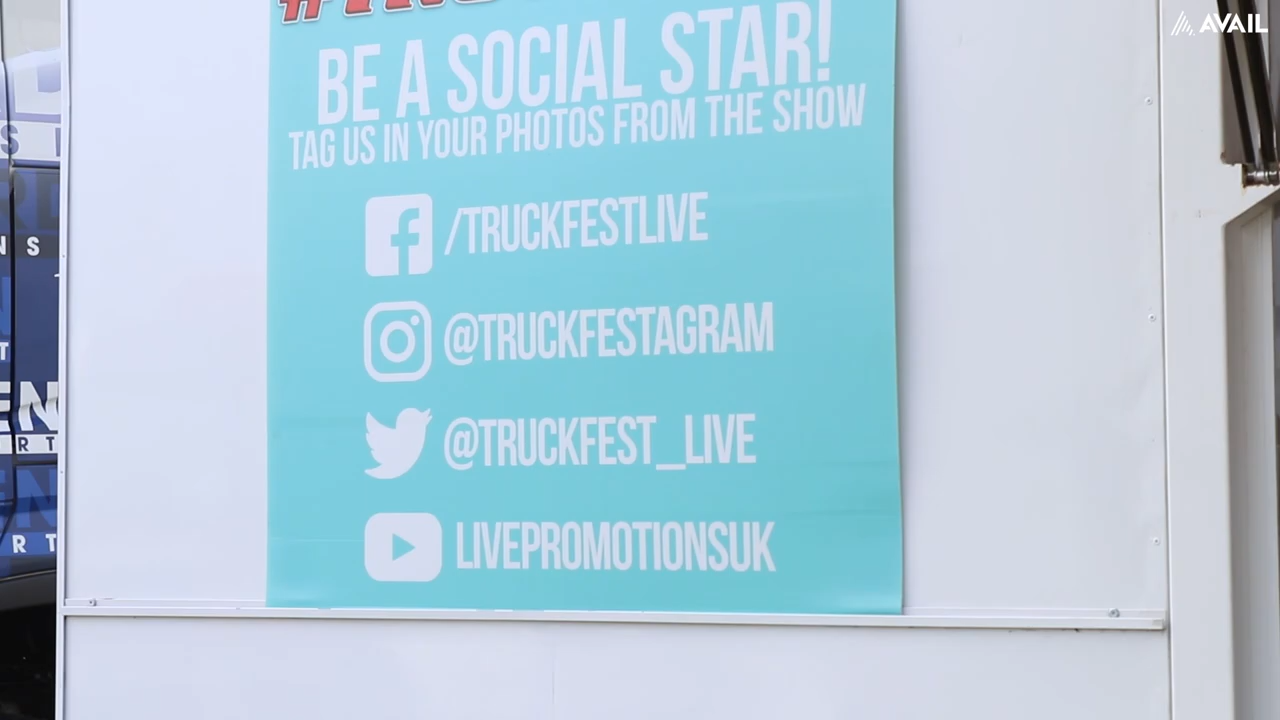 AVAIL
BE A SOCIAL STAR!
TAG US IN YOUR PHOTOS FROM THE SHOW
/TRUCKFESTLIVE
@TRUCKFESTAGRAM
@TRUCKFEST_LIVE
LIVEPROMOTIONSUK